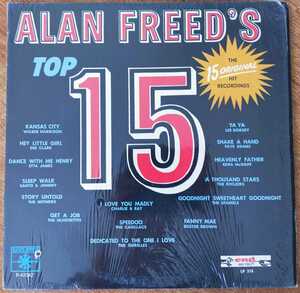 ALAN FREED'S
TOP
15
THE
15 ORIGINAL
HIT
RECORDINGS
KANSAS CITY
WILBER HARRISON
HEY LITTLE GIRL
DEE CLARK
DANCE WITH ME HENRY
ETTA JAMES
SLEEP WALK
SANTO & JOHNNY
STORY UNTOLD
THE NUTMEGS
GET A JOB
THE SILHOUETTES
I LOVE YOU MADLY
CHARLIE & RAY
SPEEDOO
THE CADILLACS
DEDICATED TO THE ONE I LOVE
THE SHIRELLES
YA YA
LEE DORSEY
SHAKE A HAND
FAYE ADAMS
HEAVENLY FATHER
EDNA McGRIFF
A THOUSAND STARS
THE RIVILEERS
GOODNIGHT SWEETHEART GOODNIGHT
THE SPANIELS
FANNY MAE
BUSTER BROWN
end
LP 315